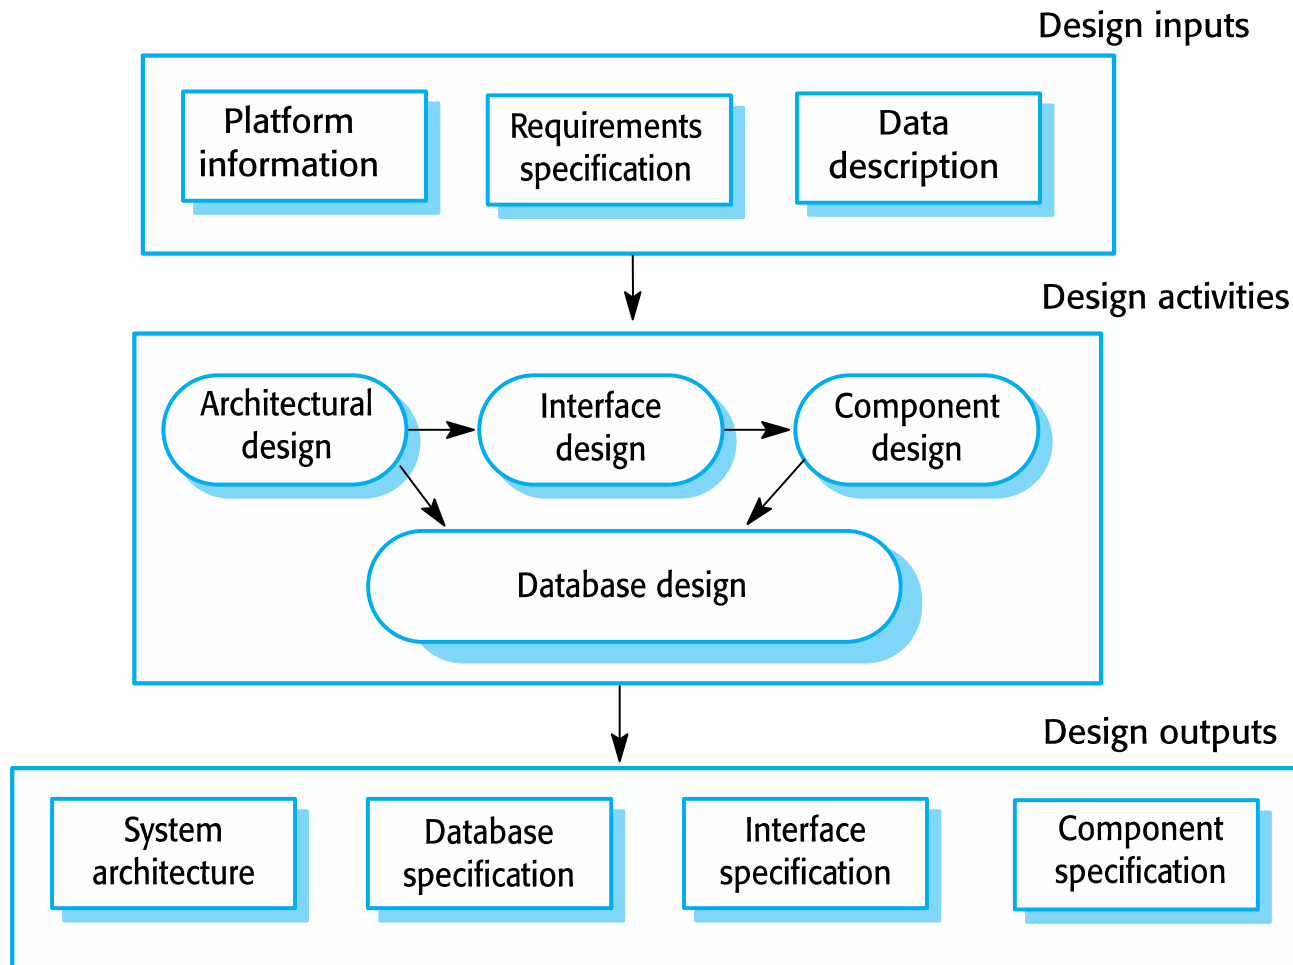 Design inputs
Platform
information
Requirements
specification
Data
description
Design activities
Architectural
design
Interface
design
Component
design
Database design
Design outputs
System
architecture
Database
specification
Interface
specification
Component
specification